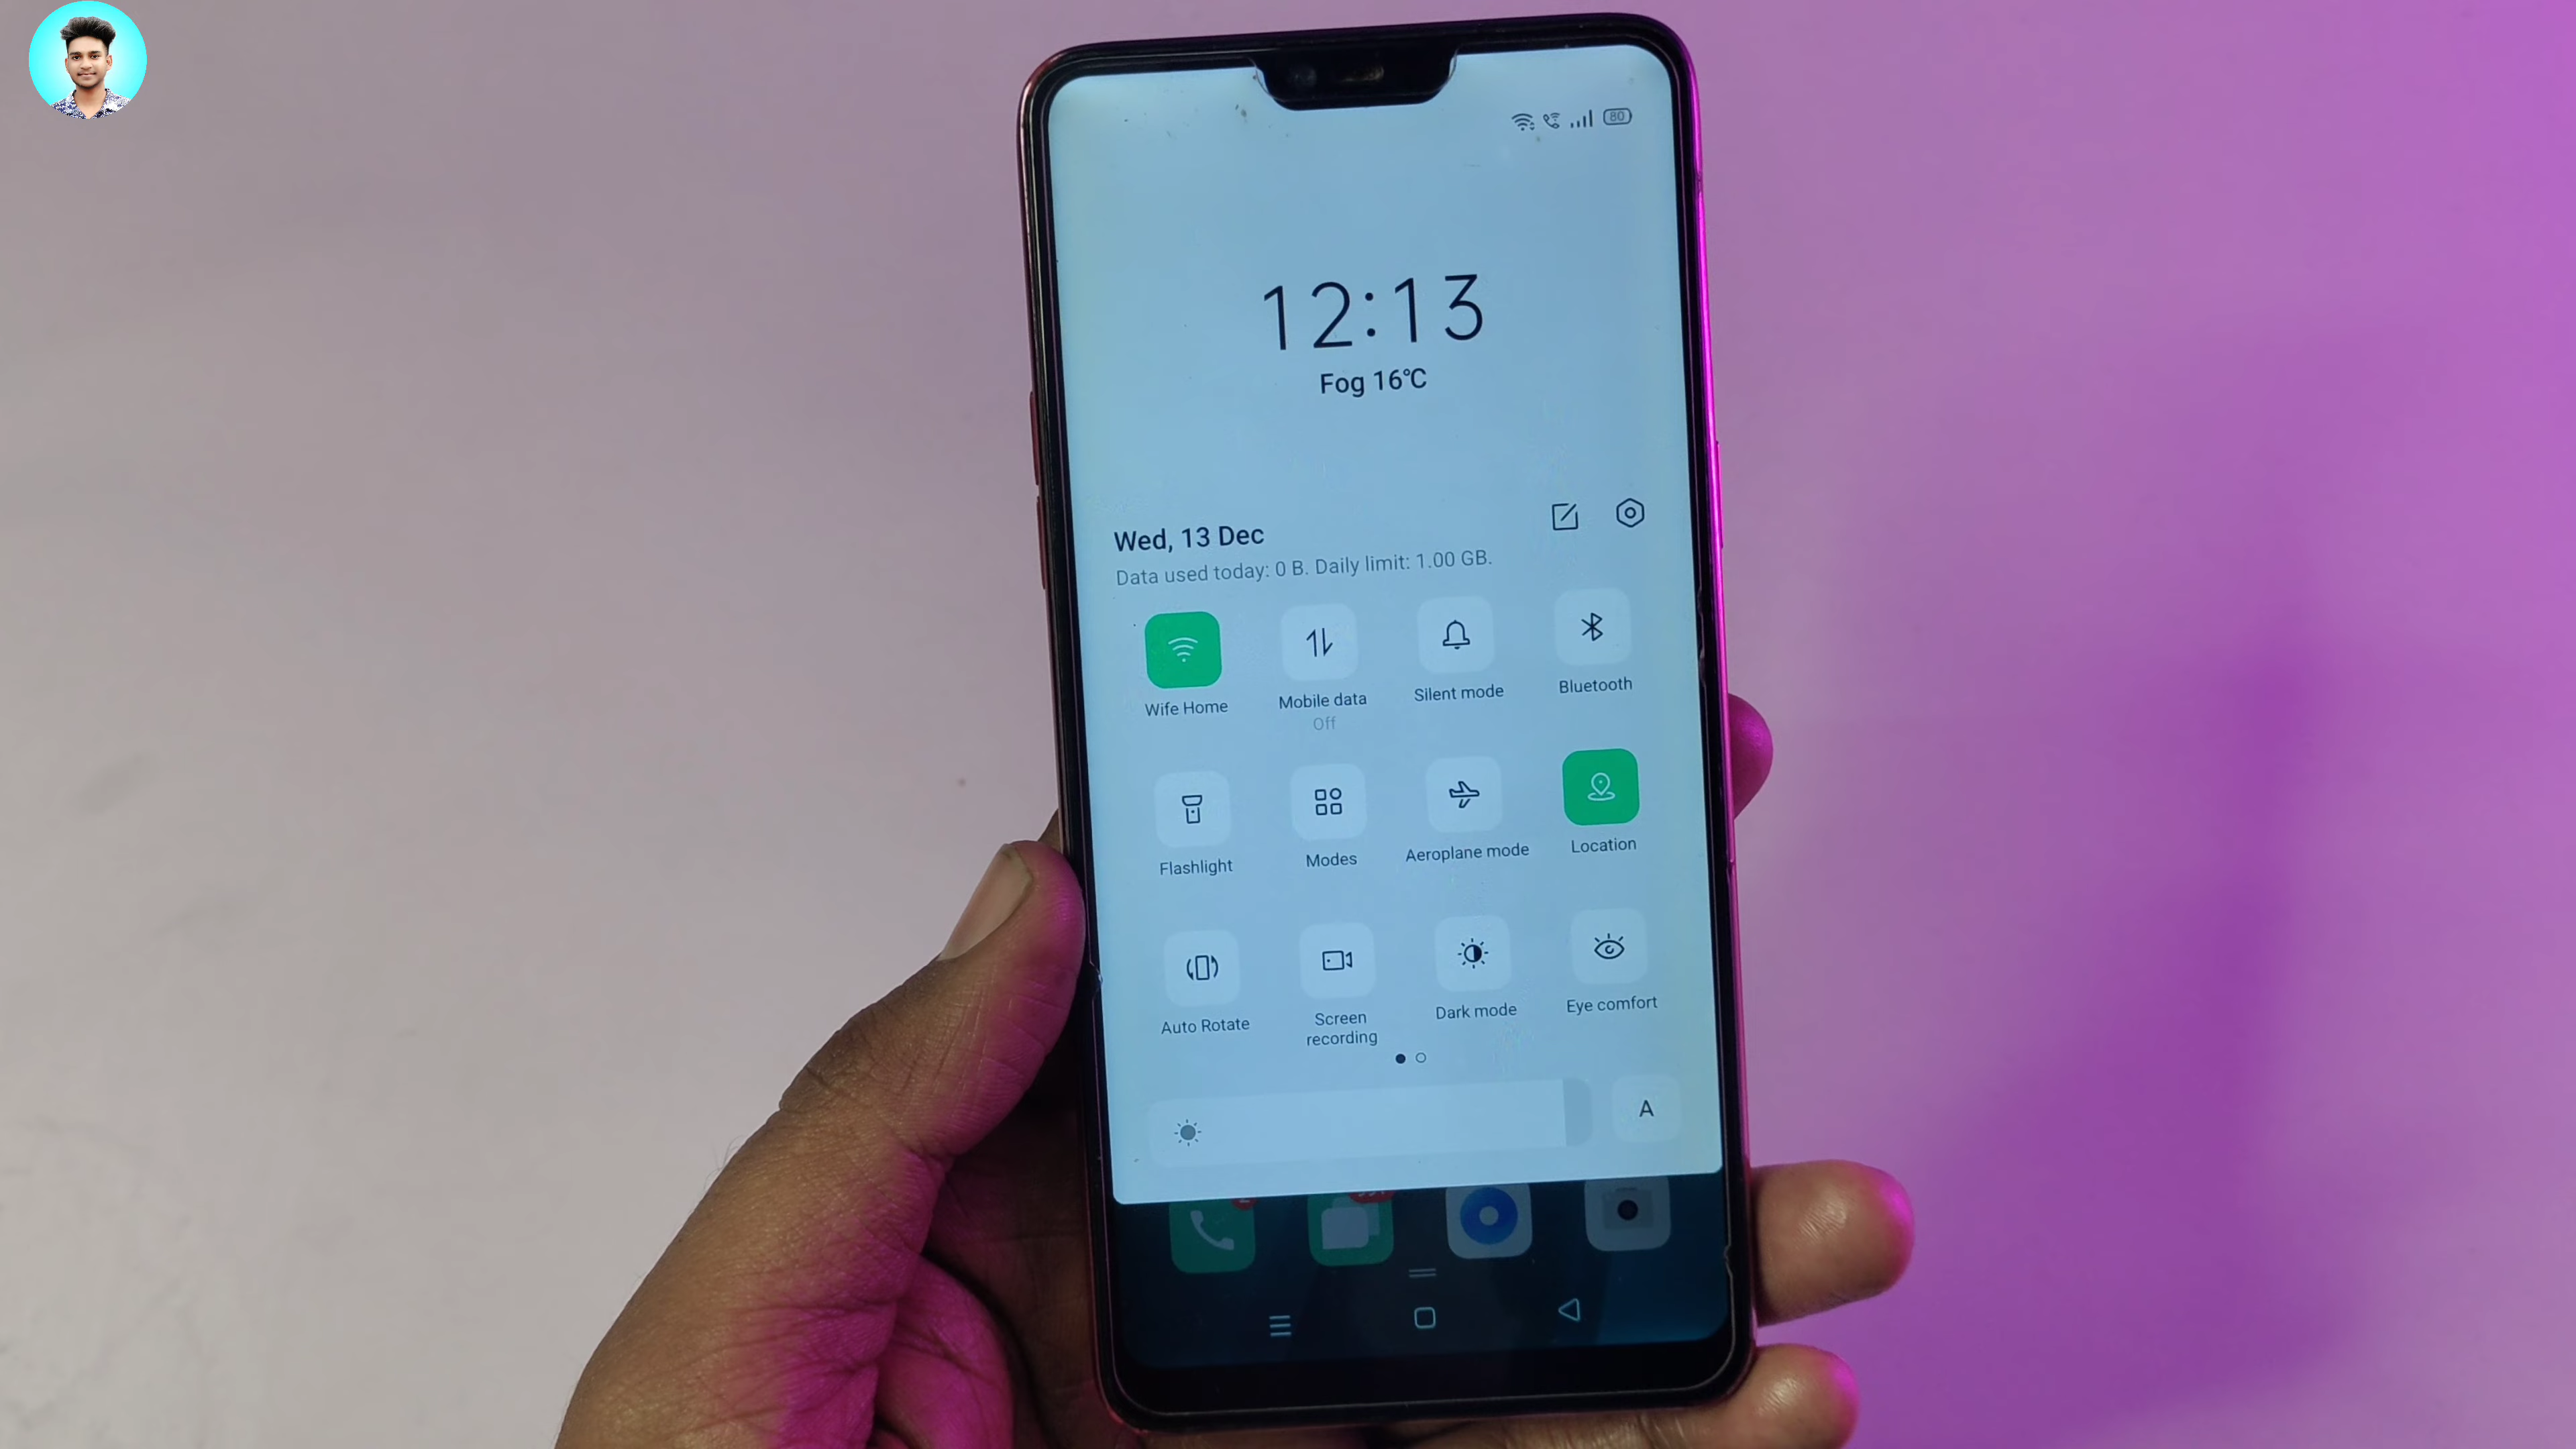 80
12:13
Fog 16°C
Wed, 13 Dec
Data used today: 0 B. Daily limit: 1.00 GB.
Wife Home
Mobile data
Off
Silent mode
Bluetooth
Flashlight
Modes
Aeroplane mode
Location
Auto Rotate
Screen
recording
Dark mode
Eye comfort
A